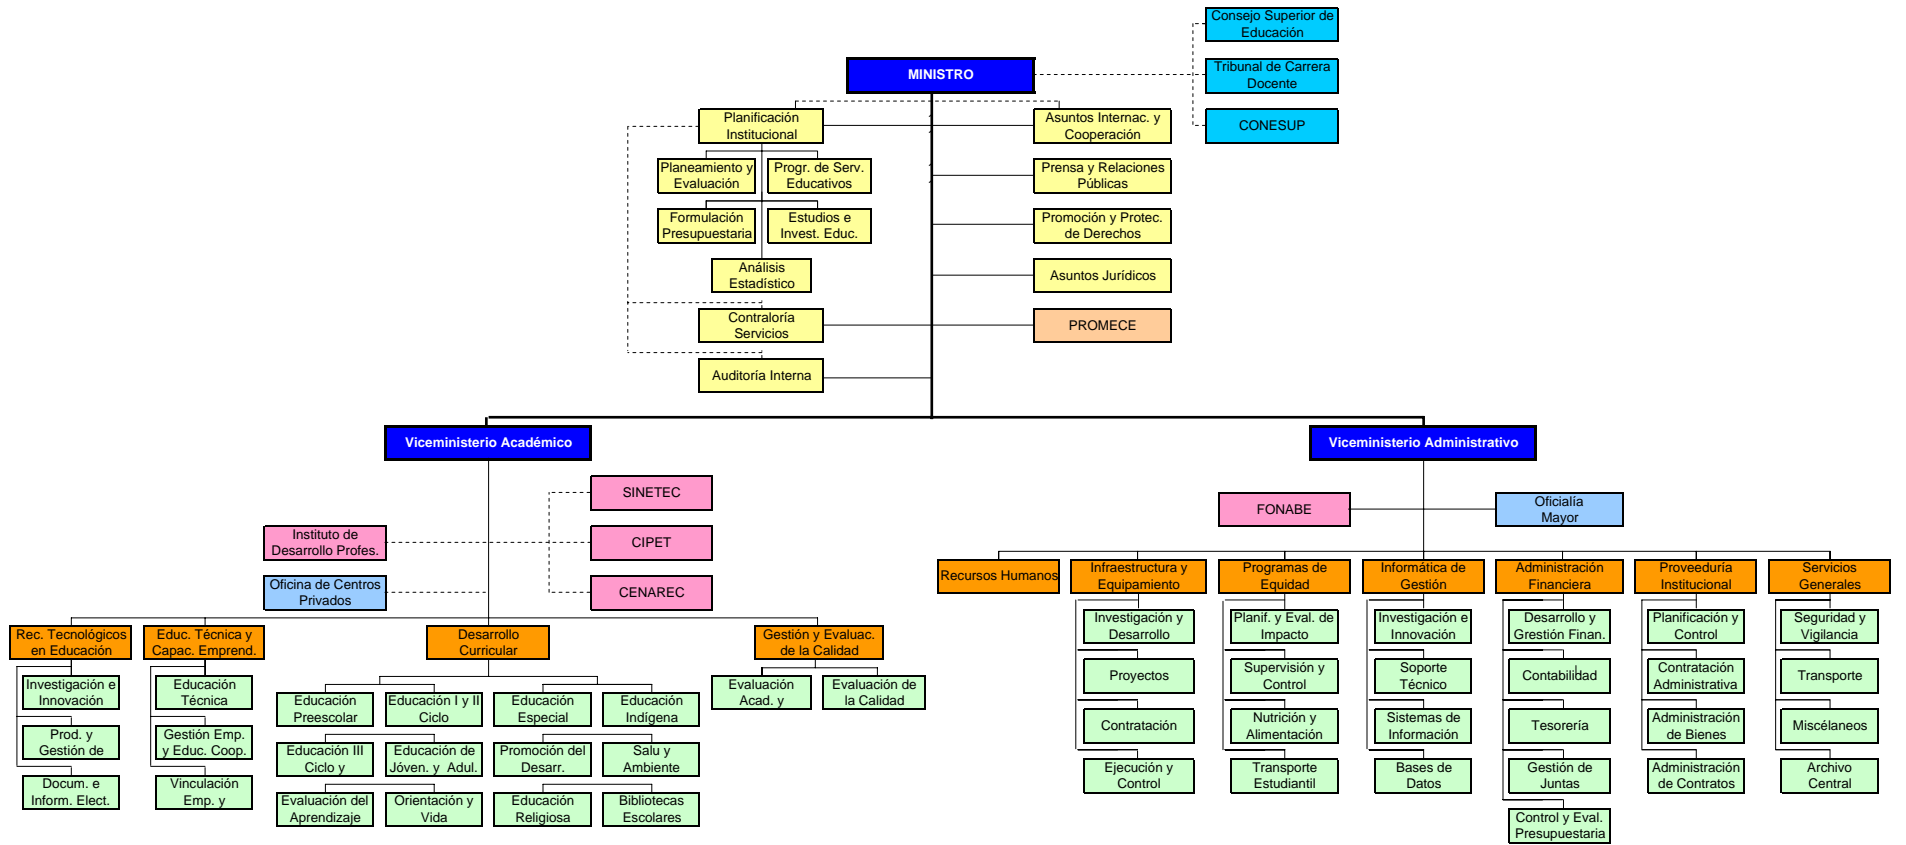 Consejo Superior de
Educación
MINISTRO
Tribunal de Carrera
Docente
Planificación
Institucional
Asuntos Internac. y
Cooperación
CONESUP
Planeamiento y
Evaluación
Progr. de Serv.
Educativos
Prensa y Relaciones
Públicas
Formulación
Presupuestaria
Estudios e
Invest. Educ.
Promoción y Protec.
de Derechos
Análisis
Estadístico
Asuntos Jurídicos
Contraloría
Servicios
PROMECE
Auditoría Interna
Viceministerio Académico
Viceministerio Administrativo
SINETEC
FONABE
Oficialía
Mayor
Instituto de
Desarrollo Profes.
CIPET
Oficina de Centros
Privados
CENAREC
Recursos Humanos
Infraestructura y
Equipamiento
Programas de
Equidad
Informática de
Gestión
Administración
Financiera
Proveeduría
Institucional
Servicios
Generales
Rec. Tecnológicos
en Educación
Educ. Técnica y
Capac. Emprend.
Desarrollo
Curricular
Gestión y Evaluac.
de la Calidad
Investigación e
Innovación
Prod. y
Gestión de
Docum. e
Inform. Elect.
Educación
Técnica
Gestión Emp.
y Educ. Coop.
Vinculación
Emp. y
Educación
Preescolar
Educación I y II
Ciclo
Educación
Especial
Educación
Indígena
Educación III
Ciclo y
Educación de
Jóven. y Adul.
Promoción del
Desarr.
Salu y
Ambiente
Evaluación del
Aprendizaje
Orientación y
Vida
Educación
Religiosa
Bibliotecas
Escolares
Evaluación
Acad. y
Evaluación de
la Calidad
Investigación y
Desarrollo
Proyectos
Contratación
Ejecución y
Control
Planif. y Eval. de
Impacto
Supervisión y
Control
Nutrición y
Alimentación
Transporte
Estudiantil
Investigación e
Innovación
Soporte
Técnico
Sistemas de
Información
Bases de
Datos
Desarrollo y
Grestión Finan.
Contabilidad
Tesorería
Gestión de
Juntas
Control y Eval.
Presupuestaria
Planificación y
Control
Contratación
Administrativa
Administración
de Bienes
Administración
de Contratos
Seguridad y
Vigilancia
Transporte
Miscélaneos
Archivo
Central